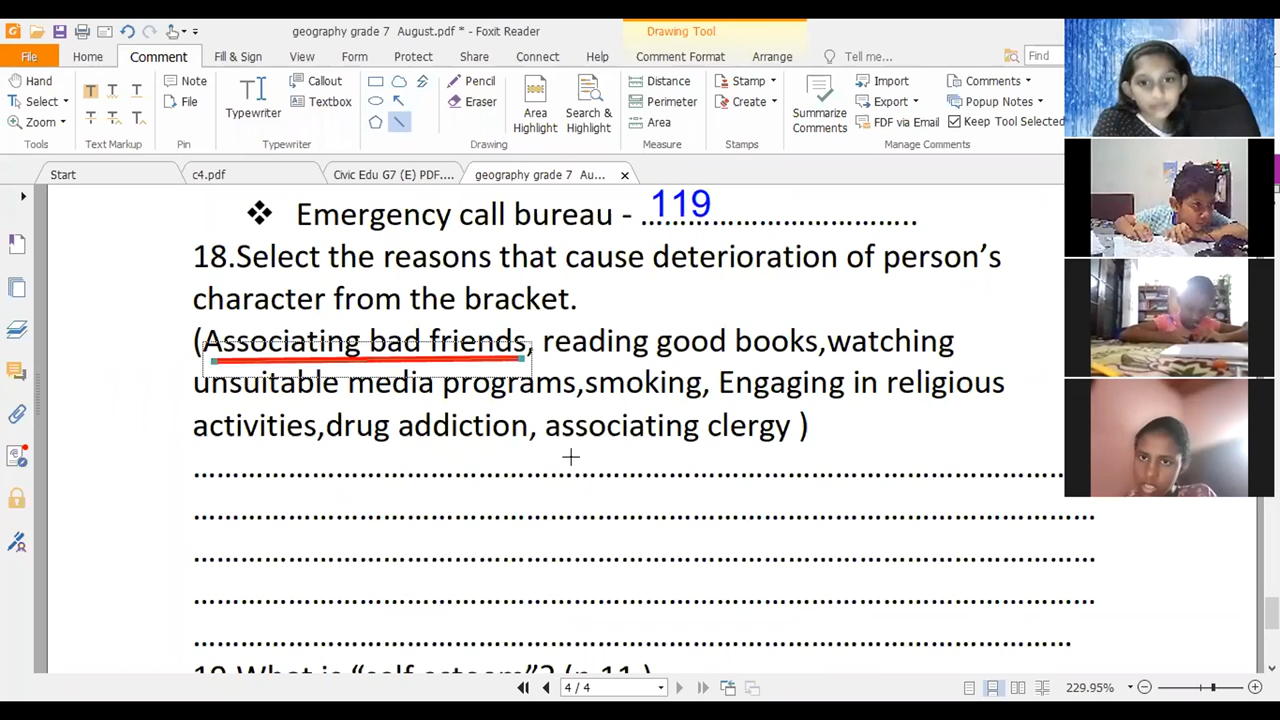 geography grade 7 August.pdf * - Foxit Reader
Drawing Tool
File Home Comment Fill & Sign View Form Protect Share Connect Help Comment Format Arrange Tell me... Find
Hand
Select
Zoom
Tools
Text Markup
Note
File
Pin
Typewriter
Callout
Textbox
Typewriter
Pencil
Eraser
Area Highlight
Search & Highlight
Drawing
Distance
Perimeter
Area
Measure
Stamp
Create
Stamps
Summarize Comments
Import
Export
FDF via Email
Comments
Popup Notes
Keep Tool Selected
Manage Comments
Start c4.pdf Civic Edu G7 (E) PDF.... geography grade 7 Au...
❖ Emergency call bureau - ...119.................................
18.Select the reasons that cause deterioration of person’s
character from the bracket.
(Associating bad friends, reading good books,watching
unsuitable media programs,smoking, Engaging in religious
activities,drug addiction, associating clergy )
19.What is “self esteem”? (p 11 )
4 / 4
229.95%